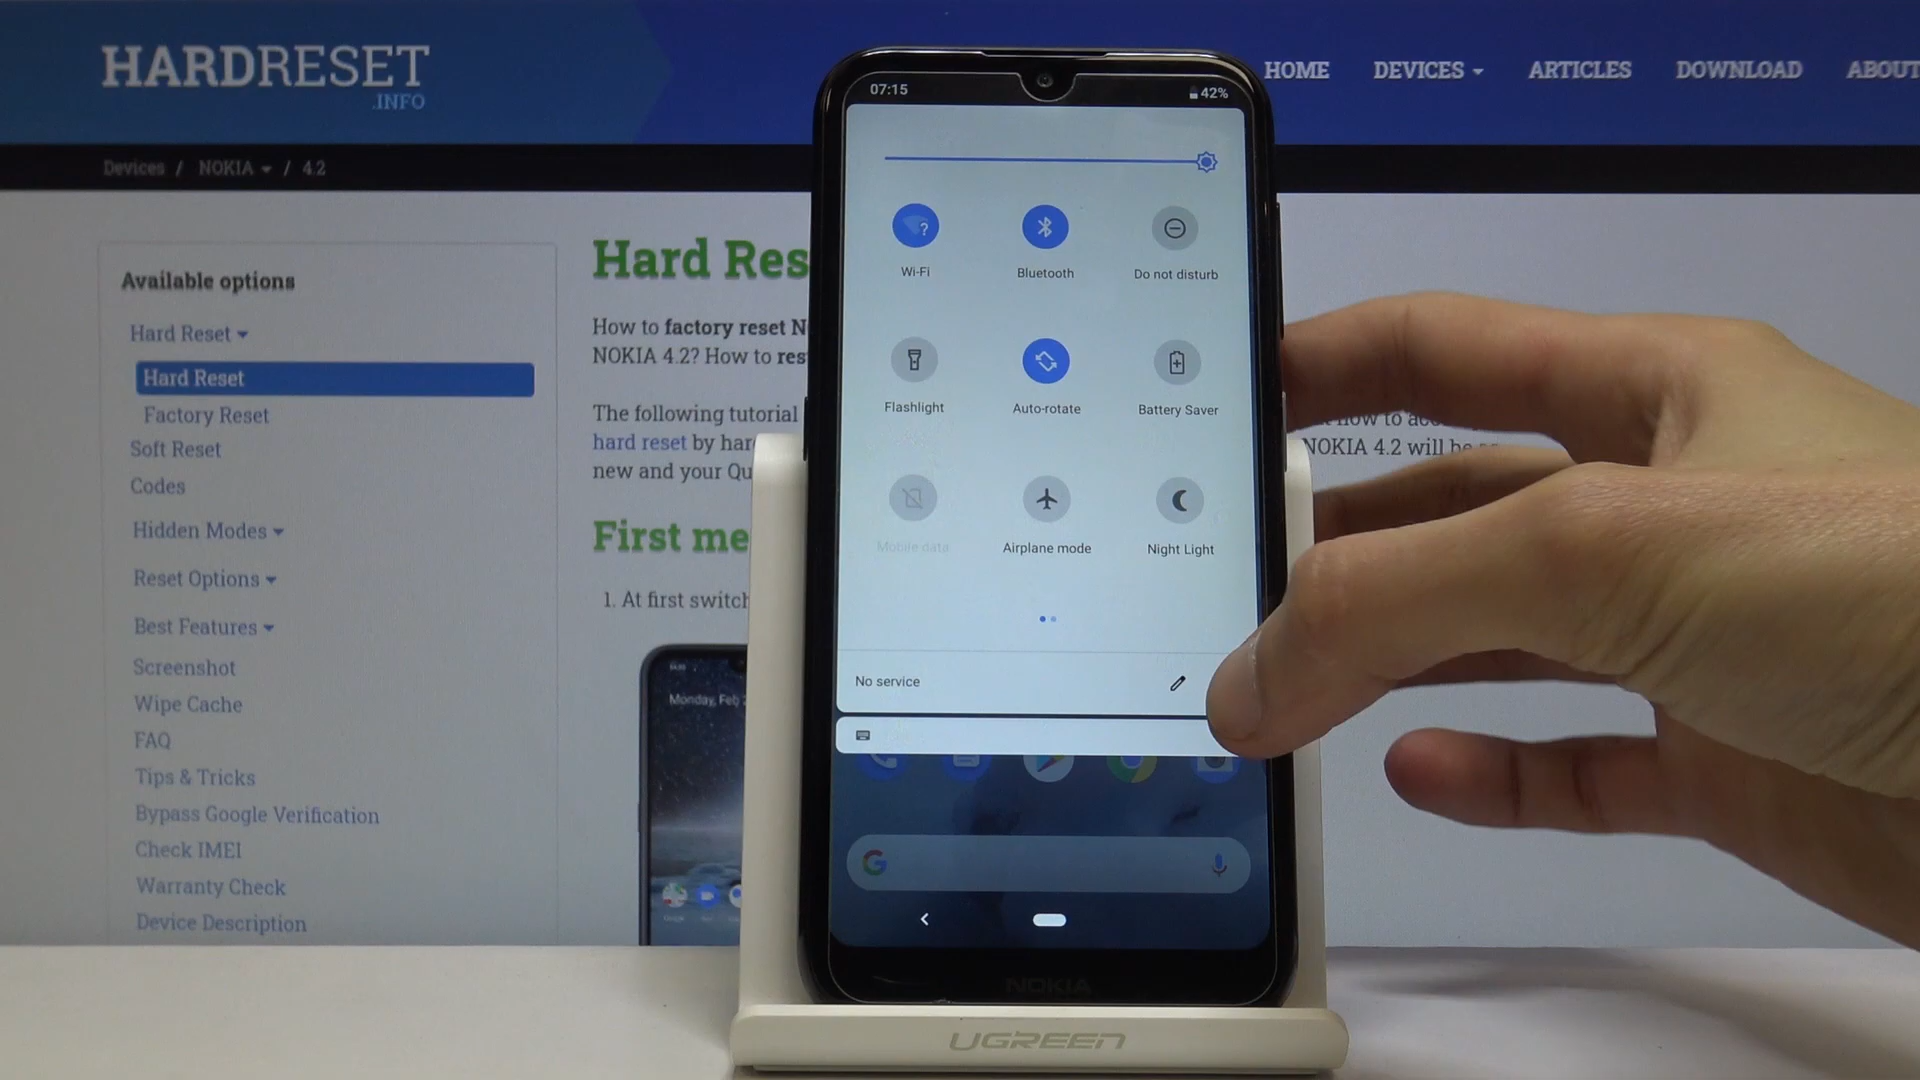 HARDRESET
.INFO
HOME DEVICES ARTICLES DOWNLOAD ABOUT
Devices / NOKIA / 4.2
Available options
Hard Reset
Hard Reset
Factory Reset
Soft Reset
Codes
Hidden Modes
Reset Options
Best Features
Screenshot
Wipe Cache
FAQ
Tips & Tricks
Bypass Google Verification
Check IMEI
Warranty Check
Device Description
Hard Res
How to factory reset N
NOKIA 4.2? How to res
The following tutorial
hard reset by har
new and your Qu
how to
NOKIA 4.2 will be
First me
1. At first switch
Monday, Feb 2
07:15 42%
Wi-Fi Bluetooth Do not disturb
Flashlight Auto-rotate Battery Saver
Mobile data Airplane mode Night Light
No service
G
NOKIA
UGREEN